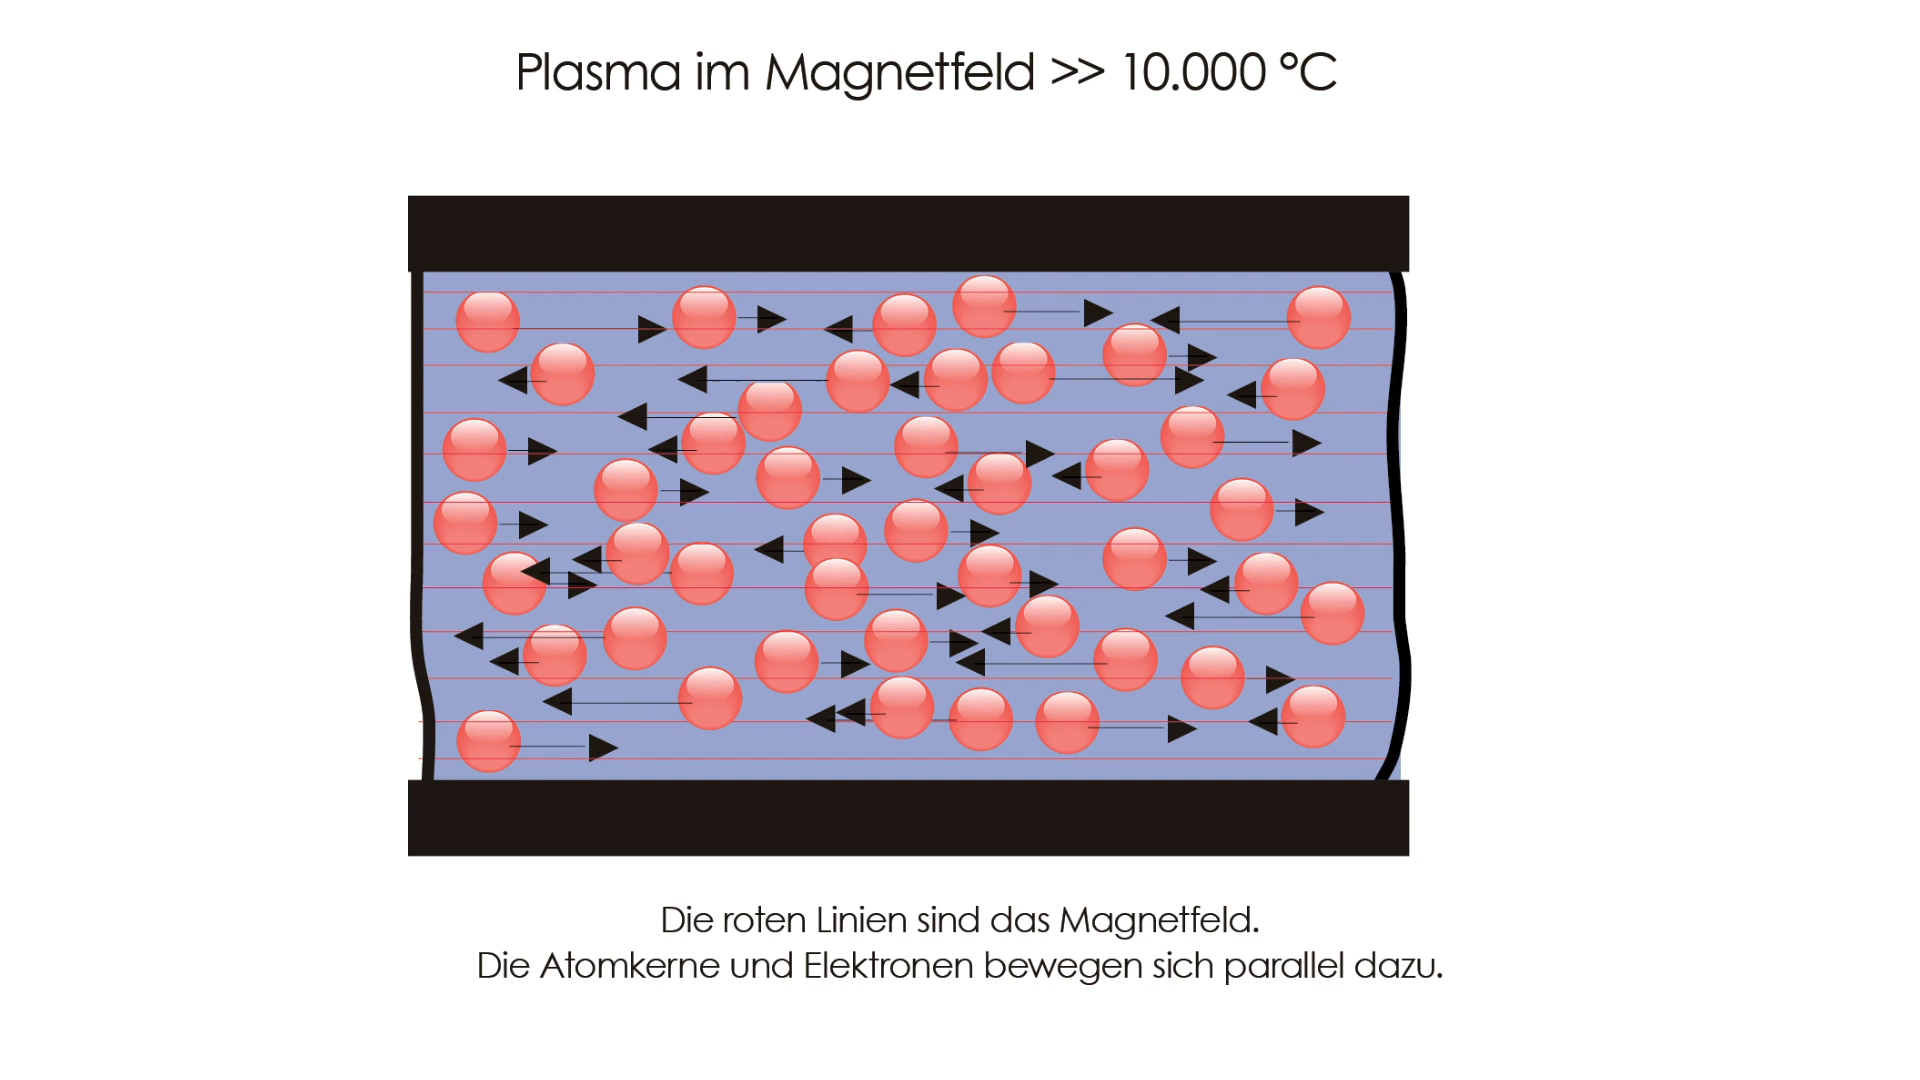 Plasma im Magnetfeld >> 10.000 °C
Die roten Linien sind das Magnetfeld.
Die Atomkerne und Elektronen bewegen sich parallel dazu.